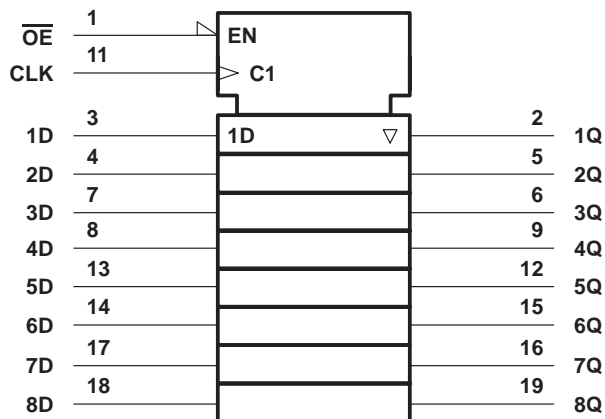 OE 1 EN
CLK 11 C1
1D 3 1D 2 1Q
2D 4 5 2Q
3D 7 6 3Q
4D 8 9 4Q
5D 13 12 5Q
6D 14 15 6Q
7D 17 16 7Q
8D 18 19 8Q